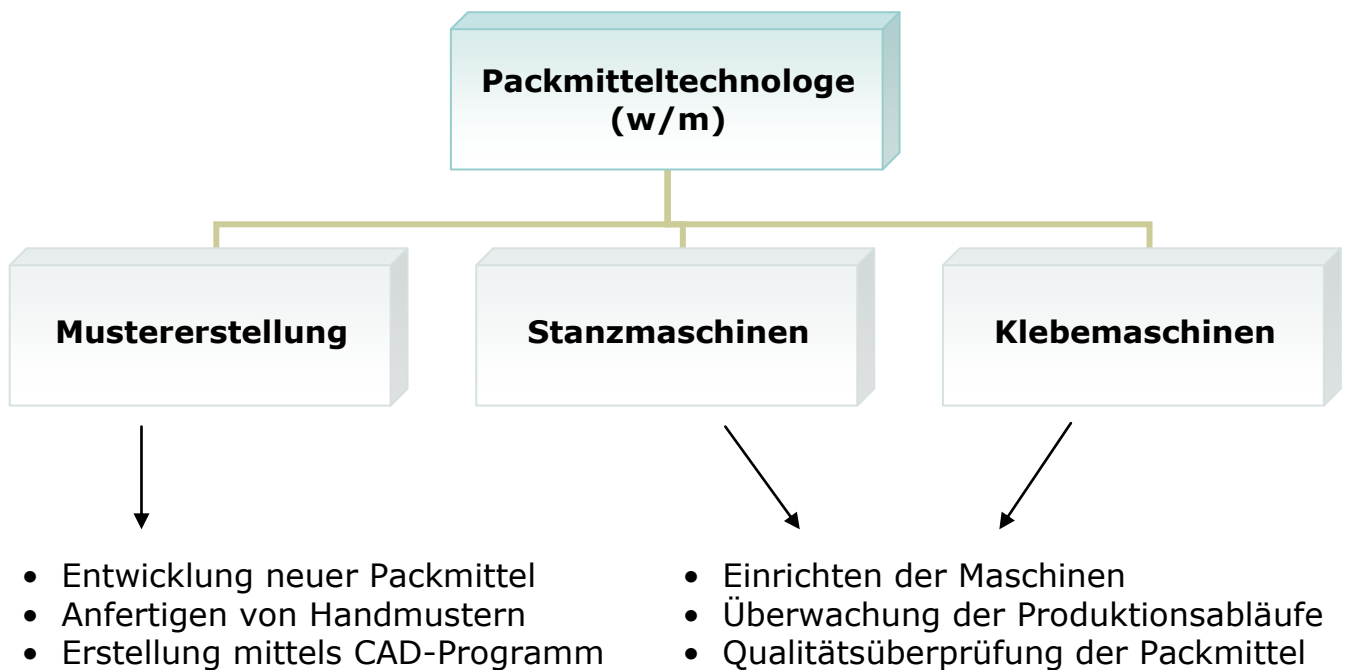 Packmitteltechnologe
(w/m)
Mustererstellung
Stanzmaschinen
Klebemaschinen
• Entwicklung neuer Packmittel
• Anfertigen von Handmustern
• Erstellung mittels CAD-Programm
• Einrichten der Maschinen
• Überwachung der Produktionsabläufe
• Qualitätsüberprüfung der Packmittel